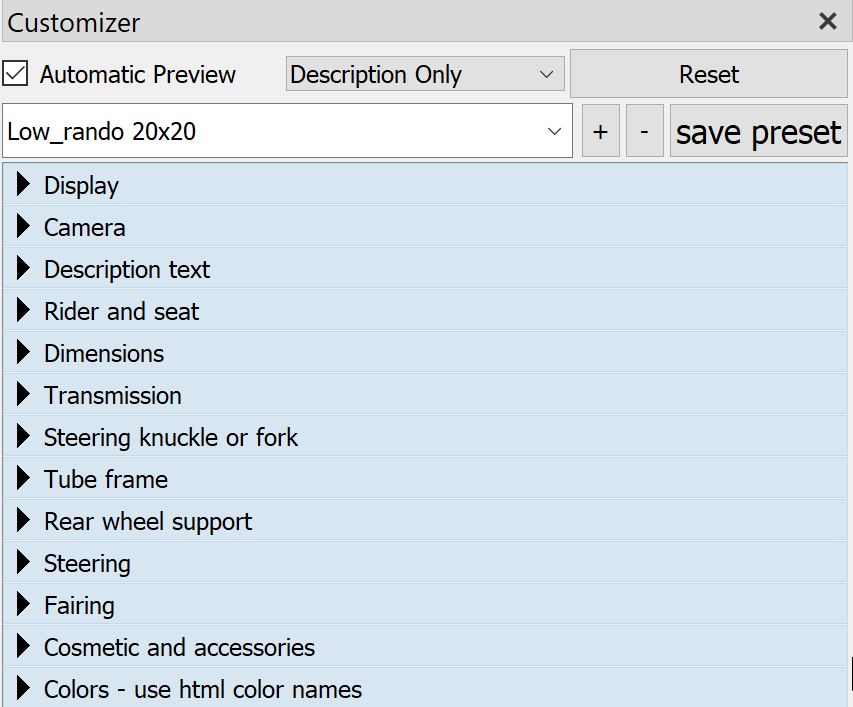 Customizer
Automatic Preview Description Only Reset
Low_rando 20x20 + - save preset
Display
Camera
Description text
Rider and seat
Dimensions
Transmission
Steering knuckle or fork
Tube frame
Rear wheel support
Steering
Fairing
Cosmetic and accessories
Colors - use html color names